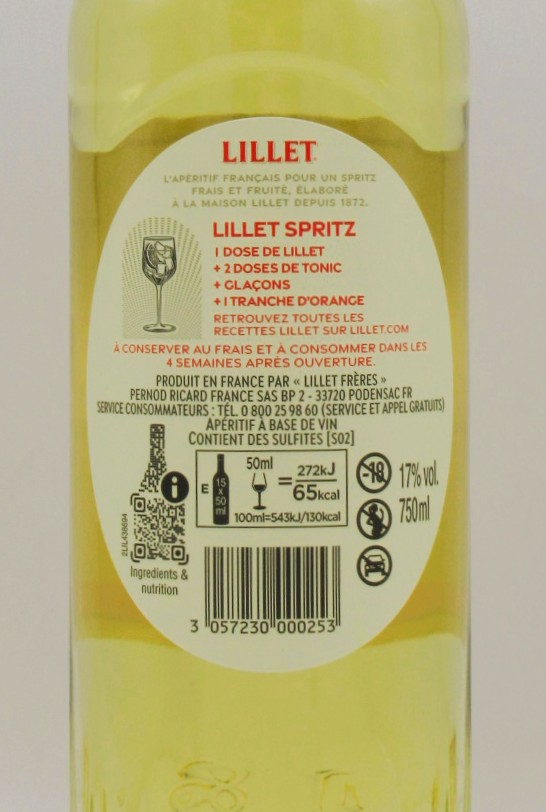 LILLET
L'APÉRITIF FRANÇAIS POUR UN SPRITZ
FRAIS ET FRUITÉ, ÉLABORÉ
À LA MAISON LILLET DEPUIS 1872.
LILLET SPRITZ
1 DOSE DE LILLET
+ 2 DOSES DE TONIC
+ GLAÇONS
+ 1 TRANCHE D'ORANGE
RETROUVEZ TOUTES LES
RECETTES LILLET SUR LILLET.COM
À CONSERVER AU FRAIS ET À CONSOMMER DANS LES
4 SEMAINES APRÈS OUVERTURE.
PRODUIT EN FRANCE PAR « LILLET FRÈRES »
PERNOD RICARD FRANCE SAS BP 2 - 33720 PODENSAC FR
SERVICE CONSOMMATEURS : TÉL. 0 800 25 98 60 (SERVICE ET APPEL GRATUITS)
APÉRITIF À BASE DE VIN
CONTIENT DES SULFITES [S02]
E
15
x
50
ml
50ml
= 272kJ
65kcal
100ml=543kJ/130kcal
-18
17% vol.
750ml
2LIL438694
i
Ingredients &
nutrition
3 057230 000253